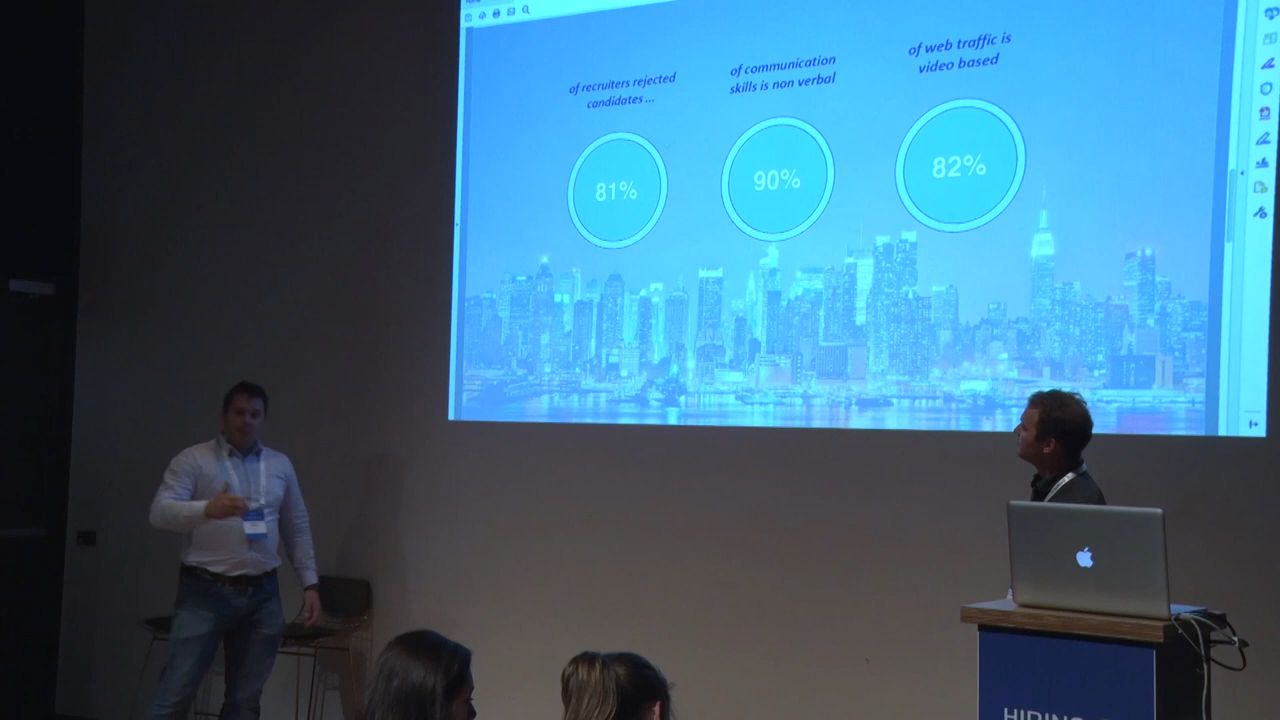 of recruiters rejected
candidates ...
81%
of communication
skills is non verbal
90%
of web traffic is
video based
82%
HIRING